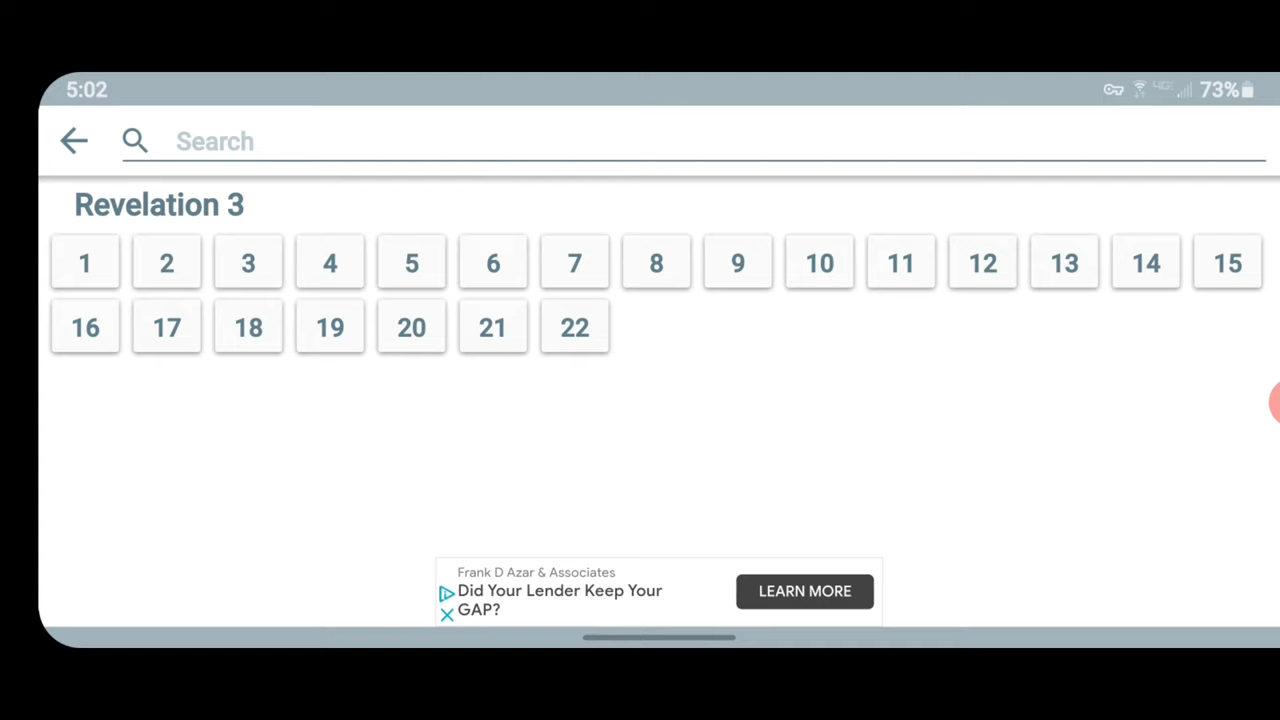 5:02
4G 73%
Search
Revelation 3
1 2 3 4 5 6 7 8 9 10 11 12 13 14 15
16 17 18 19 20 21 22
Frank D Azar & Associates
Did Your Lender Keep Your
GAP?
LEARN MORE